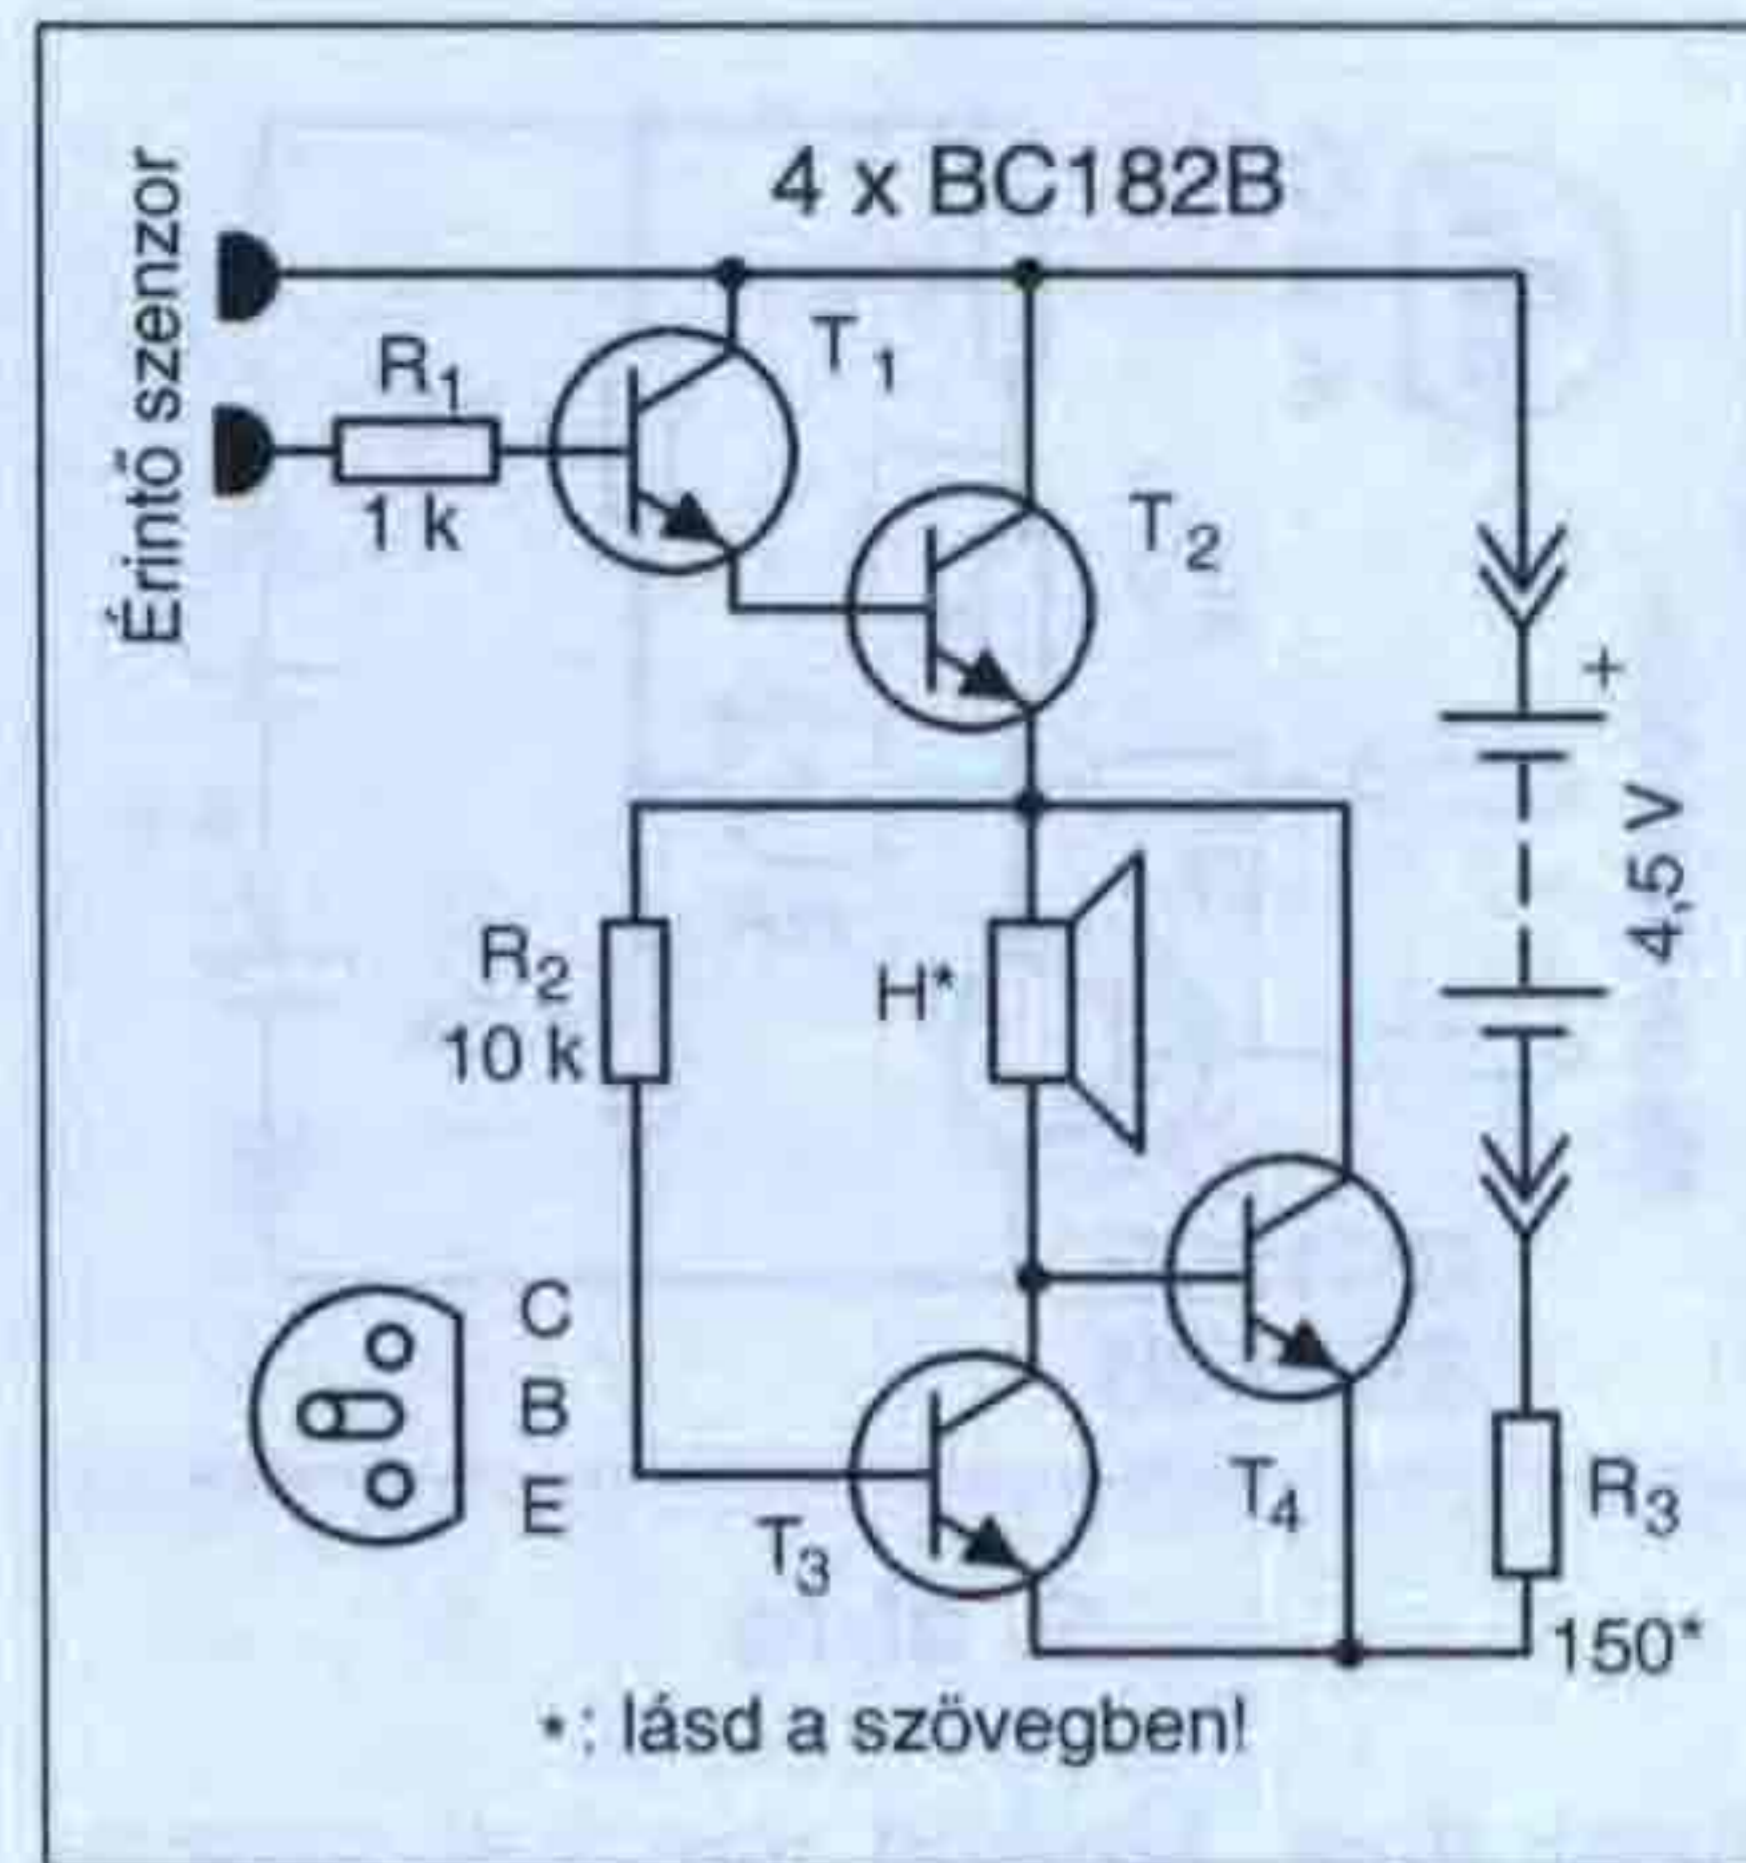 4 x BC182B
Érintő szenzor
T1
R1
1 k
T2
+
4,5 V
R2
10 k
H*
C
B
E
T3
T4
R3
150*
*: lásd a szövegben!